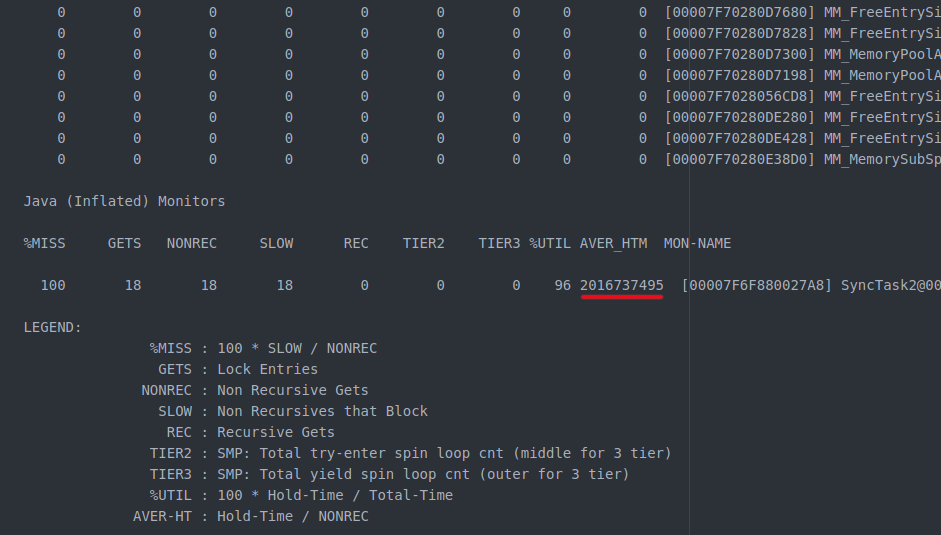 0 0 0 0 0 0 0 0 0 [00007F70280D7680] MM_FreeEntrySi
0 0 0 0 0 0 0 0 0 [00007F70280D7828] MM_FreeEntrySi
0 0 0 0 0 0 0 0 0 [00007F70280D7300] MM_MemoryPoolA
0 0 0 0 0 0 0 0 0 [00007F70280D7198] MM_MemoryPoolA
0 0 0 0 0 0 0 0 0 [00007F7028056CD8] MM_FreeEntrySi
0 0 0 0 0 0 0 0 0 [00007F70280DE280] MM_FreeEntrySi
0 0 0 0 0 0 0 0 0 [00007F70280DE428] MM_FreeEntrySi
0 0 0 0 0 0 0 0 0 [00007F70280E38D0] MM_MemorySubSp
Java (Inflated) Monitors
%MISS GETS NONREC SLOW REC TIER2 TIER3 %UTIL AVER_HTM MON-NAME
100 18 18 18 0 0 0 96 2016737495 [00007F6F880027A8] SyncTask2@00
LEGEND:
%MISS : 100 * SLOW / NONREC
GETS : Lock Entries
NONREC : Non Recursive Gets
SLOW : Non Recursives that Block
REC : Recursive Gets
TIER2 : SMP: Total try-enter spin loop cnt (middle for 3 tier)
TIER3 : SMP: Total yield spin loop cnt (outer for 3 tier)
%UTIL : 100 * Hold-Time / Total-Time
AVER-HT : Hold-Time / NONREC